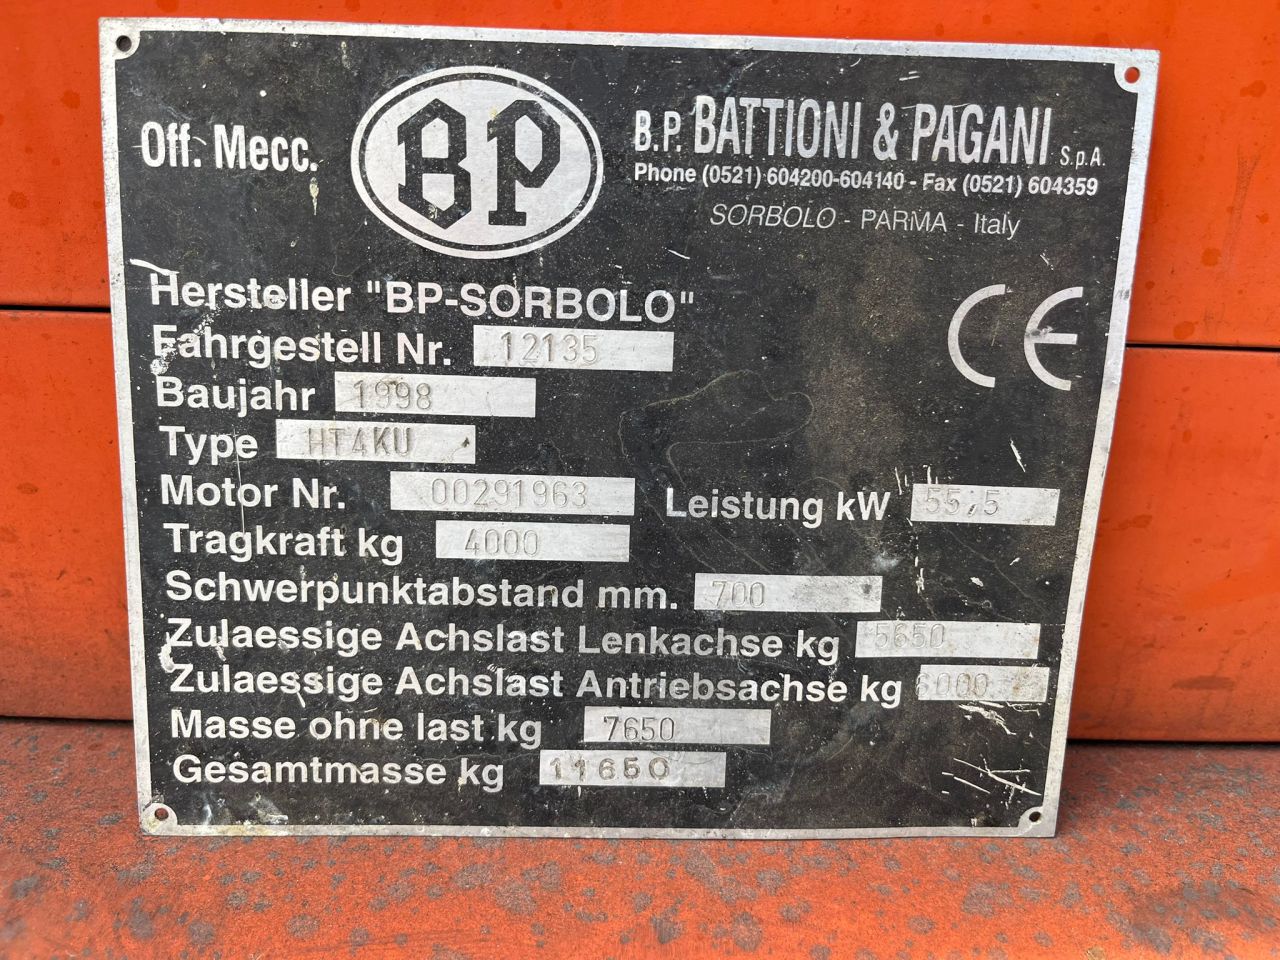 Off. Mecc.
BP
B.P. BATTIONI & PAGANI S.p.A.
Phone (0521) 604200-604140 - Fax (0521) 604359
SORBOLO - PARMA - Italy
CE
Hersteller "BP-SORBOLO"
Fahrgestell Nr. 12135
Baujahr 1998
Type HT4KU
Motor Nr. 00291963 Leistung kW 55,5
Tragkraft kg 4000
Schwerpunktabstand mm. 700
Zulaessige Achslast Lenkachse kg 5650
Zulaessige Achslast Antriebsachse kg 6000
Masse ohne last kg 7650
Gesamtmasse kg 11650